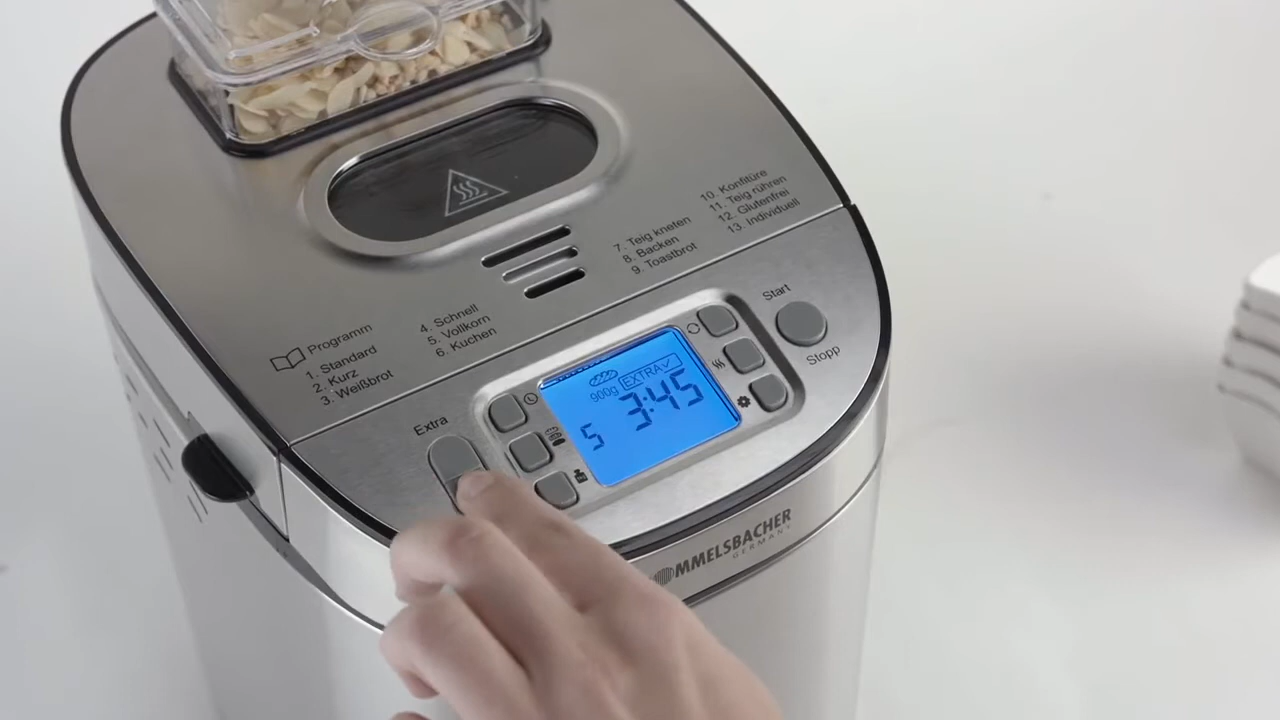 Programm
1. Standard
2. Kurz
3. Weißbrot
4. Schnell
5. Vollkorn
6. Kuchen
7. Teig kneten
8. Backen
9. Toastbrot
10. Konfitüre
11. Teig rühren
12. Glutenfrei
13. Individuell
Extra
900g EXTRA✓
5 3:45
Start
Stopp
OMMELSBACHER
GERMANY